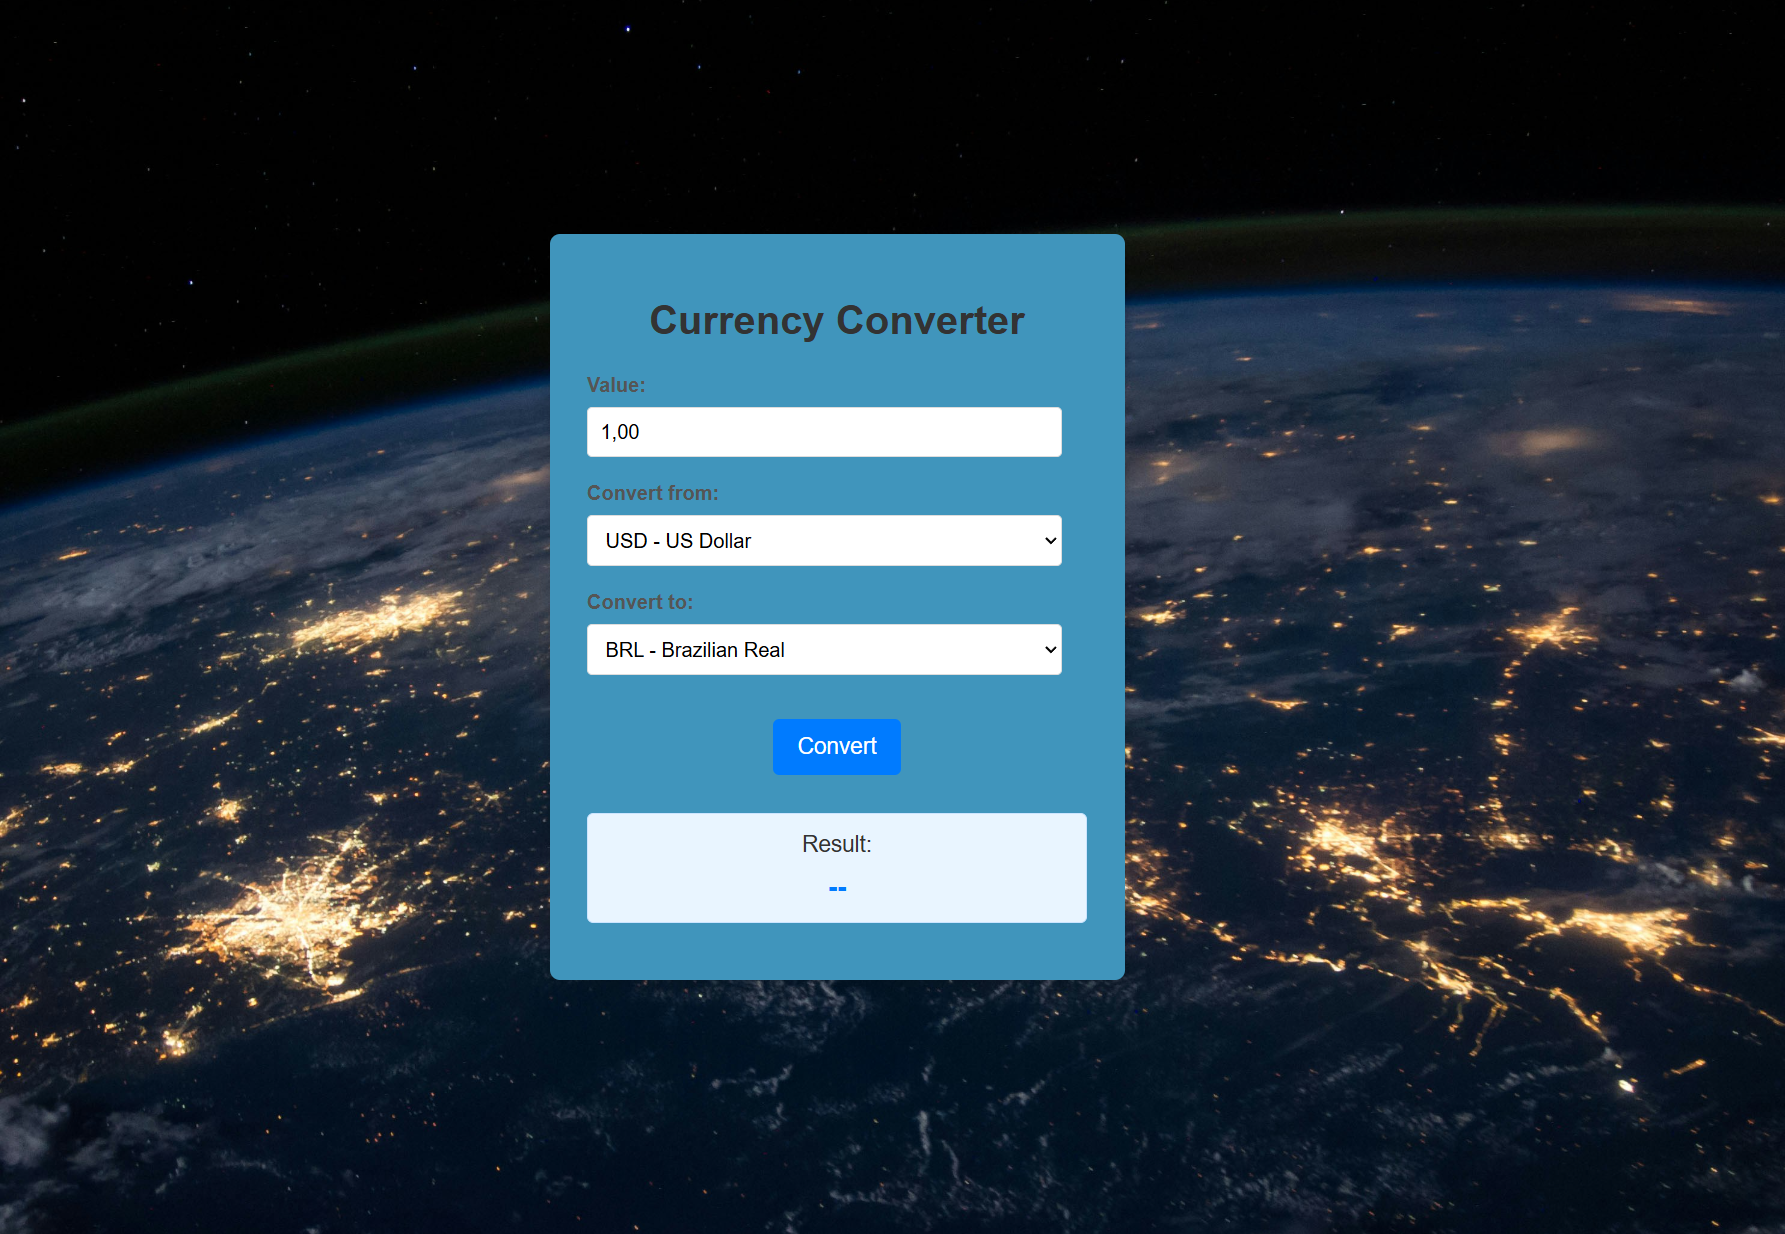 Currency Converter
Value:
1,00
Convert from:
USD - US Dollar
Convert to:
BRL - Brazilian Real
Convert
Result:
--